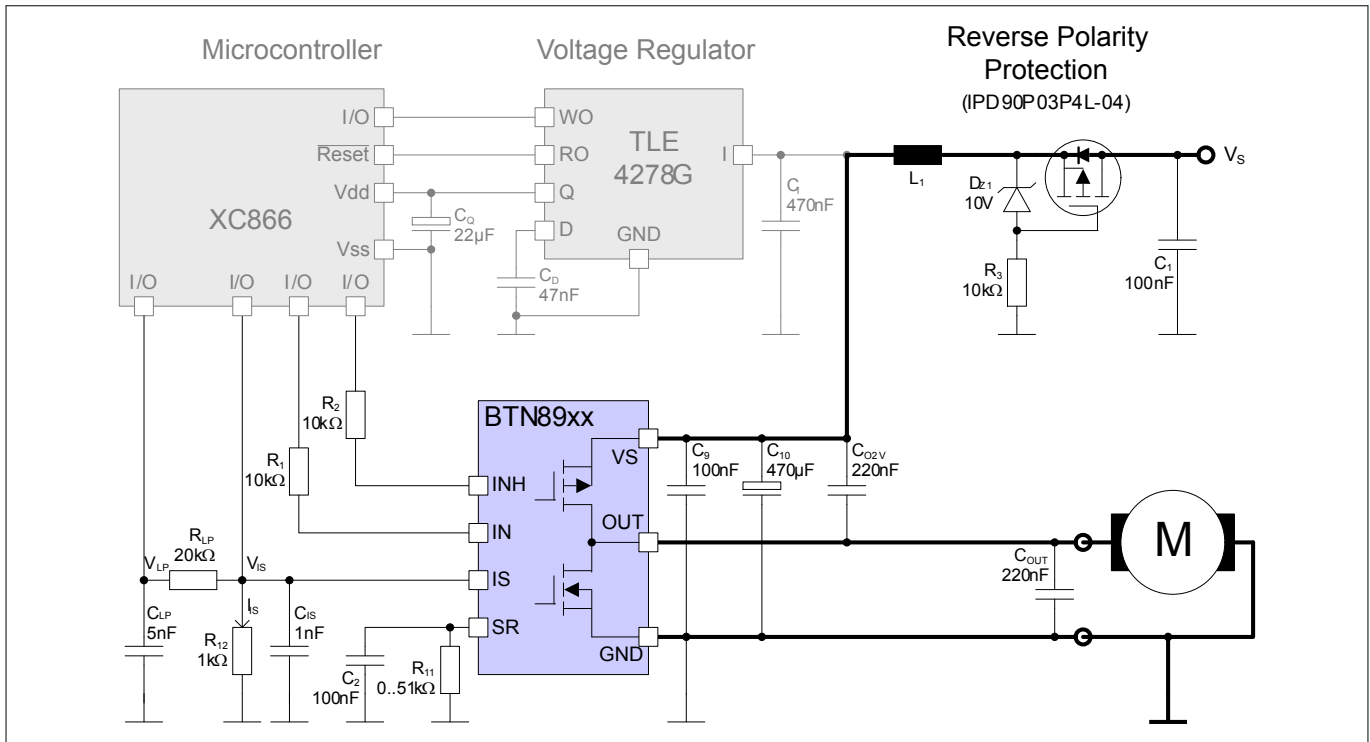 Microcontroller
Voltage Regulator
Reverse Polarity
Protection
(IPD90P03P4L-04)
I/O
Reset
Vdd
Vss
XC866
I/O
I/O
I/O
I/O
WO
RO
Q
D
TLE
4278G
GND
I
CQ
22µF
CD
47nF
CI
470nF
L1
DZ1
10V
R3
10kΩ
VS
C1
100nF
R2
10kΩ
R1
10kΩ
RLP
20kΩ
VLP
VIS
IIS
CLP
5nF
R12
1kΩ
CIS
1nF
C2
100nF
R11
0..51kΩ
BTN89xx
INH
IN
IS
SR
VS
OUT
GND
C9
100nF
C10
470µF
CO2V
220nF
COUT
220nF
M